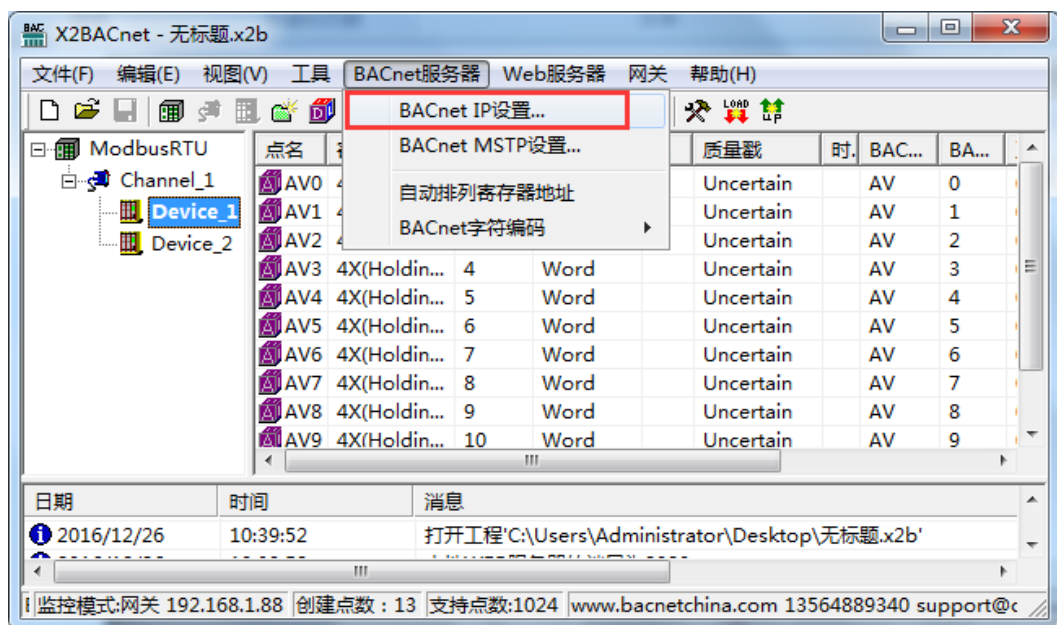 X2BACnet - 无标题.x2b
文件(F) 编辑(E) 视图(V) 工具 BACnet服务器 Web服务器 网关 帮助(H)
BACnet IP设置...
BACnet MSTP设置...
自动排列寄存器地址
BACnet字符编码
ModbusRTU
Channel_1
Device_1
Device_2
点名 质量戳 时. BAC... BA...
AV0 Uncertain AV 0
AV1 Uncertain AV 1
AV2 Uncertain AV 2
AV3 4X(Holdin... 4 Word Uncertain AV 3
AV4 4X(Holdin... 5 Word Uncertain AV 4
AV5 4X(Holdin... 6 Word Uncertain AV 5
AV6 4X(Holdin... 7 Word Uncertain AV 6
AV7 4X(Holdin... 8 Word Uncertain AV 7
AV8 4X(Holdin... 9 Word Uncertain AV 8
AV9 4X(Holdin... 10 Word Uncertain AV 9
日期 时间 消息
2016/12/26 10:39:52 打开工程'C:\Users\Administrator\Desktop\无标题.x2b'
监控模式:网关 192.168.1.88 创建点数：13 支持点数:1024 www.bacnetchina.com 13564889340 support@c